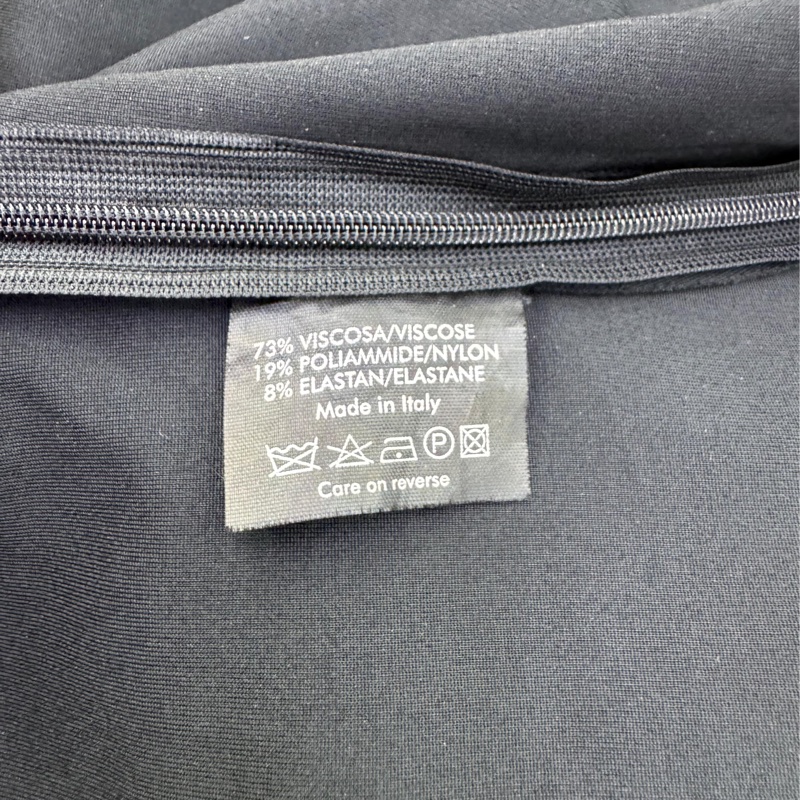 73% VISCOSA/VISCOSE
19% POLIAMMIDE/NYLON
8% ELASTAN/ELASTANE
Made in Italy
P
Care on reverse